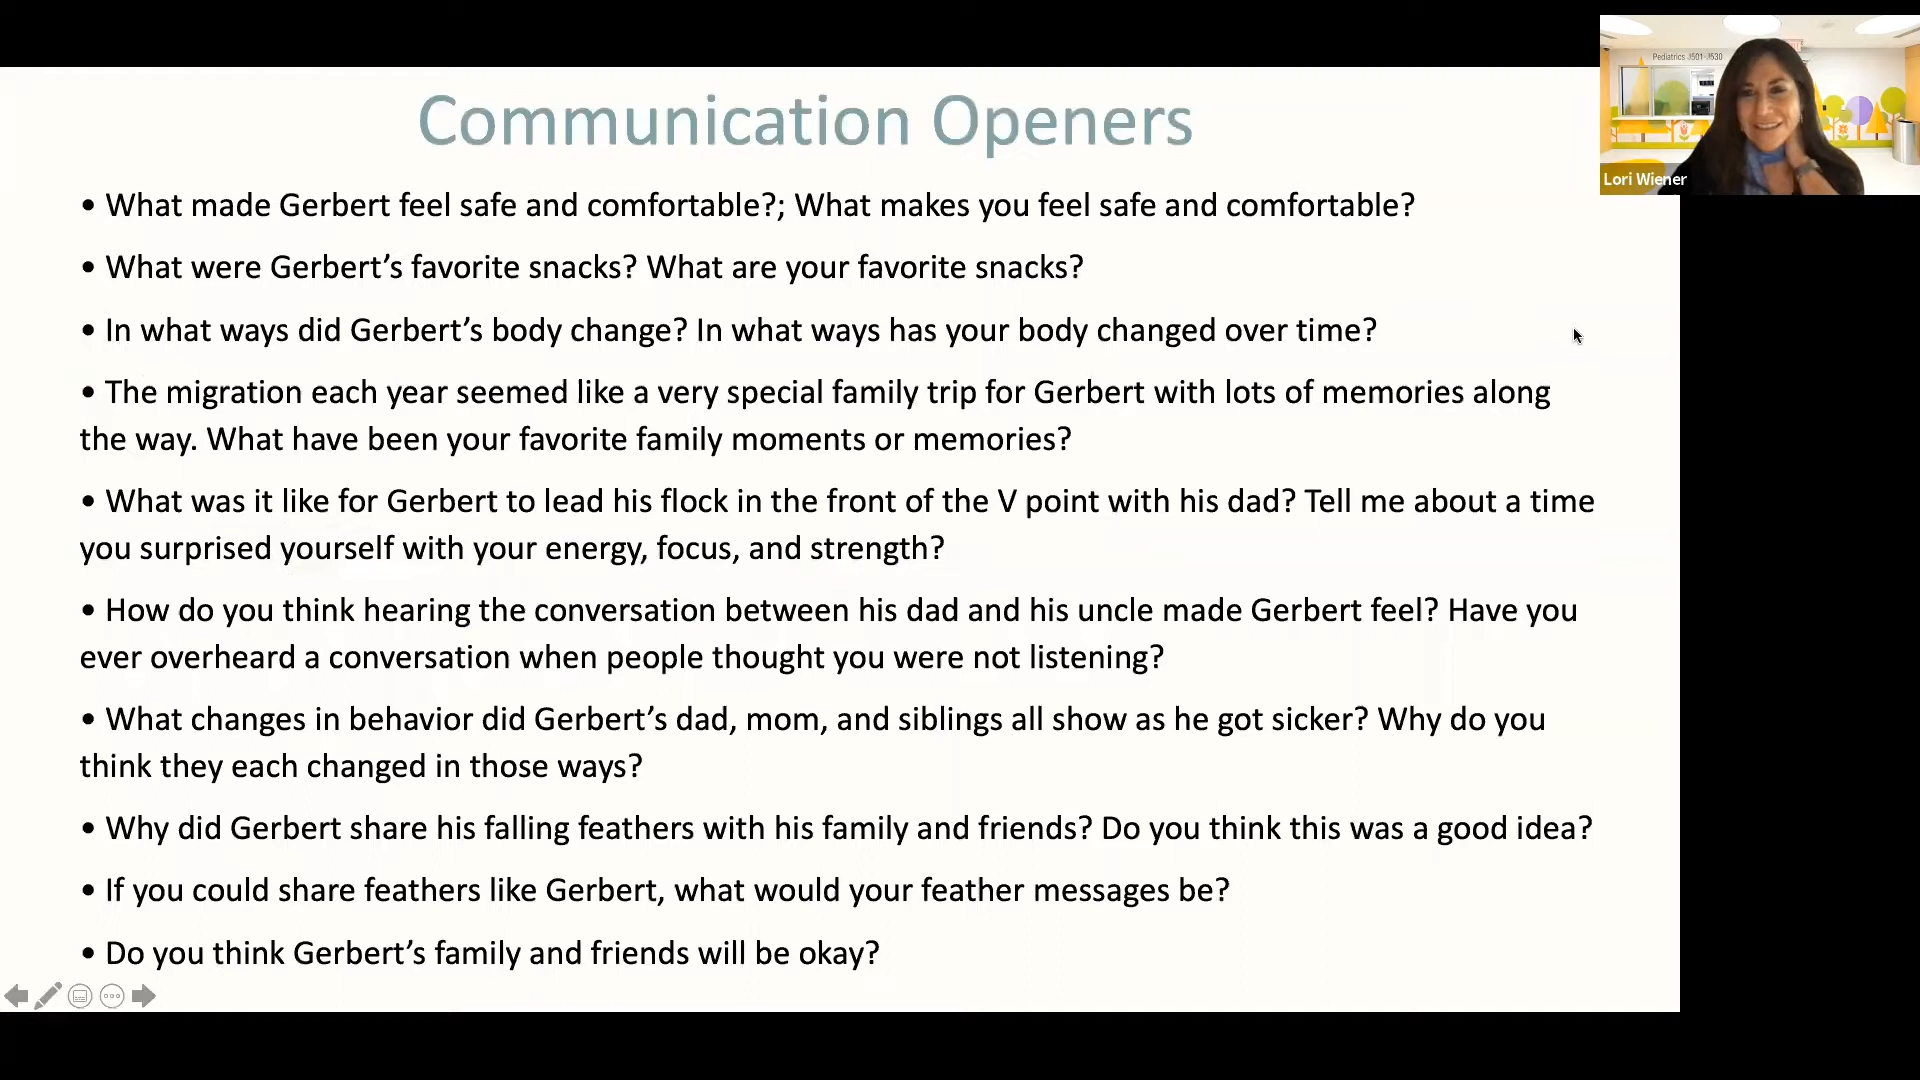 Communication Openers
• What made Gerbert feel safe and comfortable?; What makes you feel safe and comfortable?
• What were Gerbert’s favorite snacks? What are your favorite snacks?
• In what ways did Gerbert’s body change? In what ways has your body changed over time?
• The migration each year seemed like a very special family trip for Gerbert with lots of memories along
the way. What have been your favorite family moments or memories?
• What was it like for Gerbert to lead his flock in the front of the V point with his dad? Tell me about a time
you surprised yourself with your energy, focus, and strength?
• How do you think hearing the conversation between his dad and his uncle made Gerbert feel? Have you
ever overheard a conversation when people thought you were not listening?
• What changes in behavior did Gerbert’s dad, mom, and siblings all show as he got sicker? Why do you
think they each changed in those ways?
• Why did Gerbert share his falling feathers with his family and friends? Do you think this was a good idea?
• If you could share feathers like Gerbert, what would your feather messages be?
• Do you think Gerbert’s family and friends will be okay?
Pediatrics J501-J530
Lori Wiener